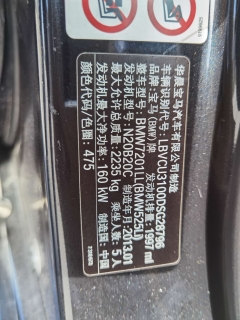 华晨宝马汽车有限公司制造
车辆识别代号:LBVCU3100DSG28796
品牌:宝马(BMW)牌 发动机排量:1997 ml
整车型号:BMW7201LL(BMW525Li)
发动机型号:N20B20C 制造年月:2013.01
最大允许总质量:2235 kg 乘坐人数:5人
发动机最大净功率:160 kW 制造国:中国
颜色代码/色图:475